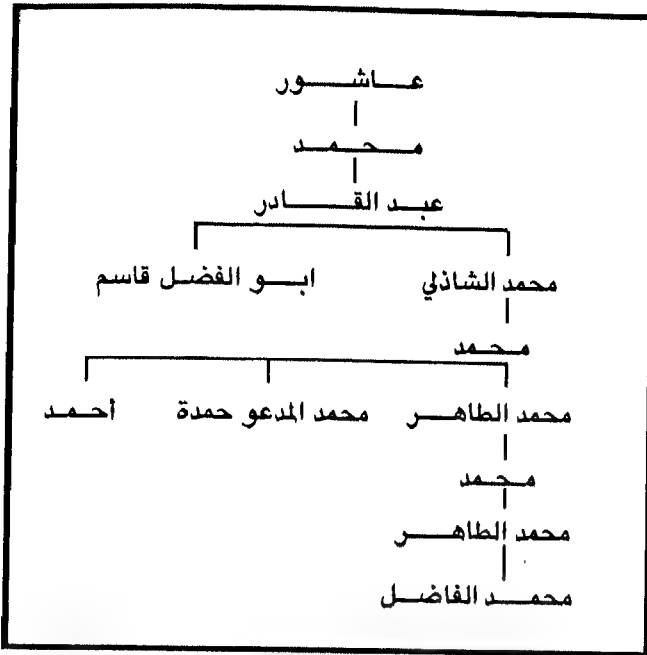 عاشور
محمد
عبد القادر
محمد الشاذلي ابو الفضل قاسم
محمد
محمد الطاهر محمد المدعو حمدة أحمد
محمد
محمد الطاهر
محمد الفاضل